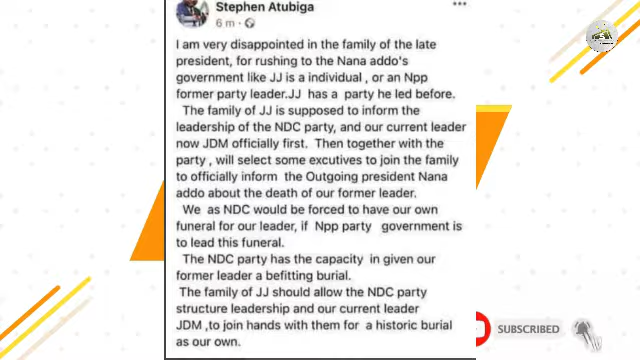 Stephen Atubiga
6 m ·
I am very disappointed in the family of the late
president, for rushing to the Nana addo's
government like JJ is a individual , or an Npp
former party leader.JJ has a party he led before.
The family of JJ is supposed to inform the
leadership of the NDC party, and our current leader
now JDM officially first. Then together with the
party , will select some excutives to join the family
to officially inform the Outgoing president Nana
addo about the death of our former leader.
We as NDC would be forced to have our own
funeral for our leader, if Npp party government is
to lead this funeral.
The NDC party has the capacity in given our
former leader a befitting burial.
The family of JJ should allow the NDC party
structure leadership and our current leader
JDM ,to join hands with them for a historic burial
as our own.
SUBSCRIBED